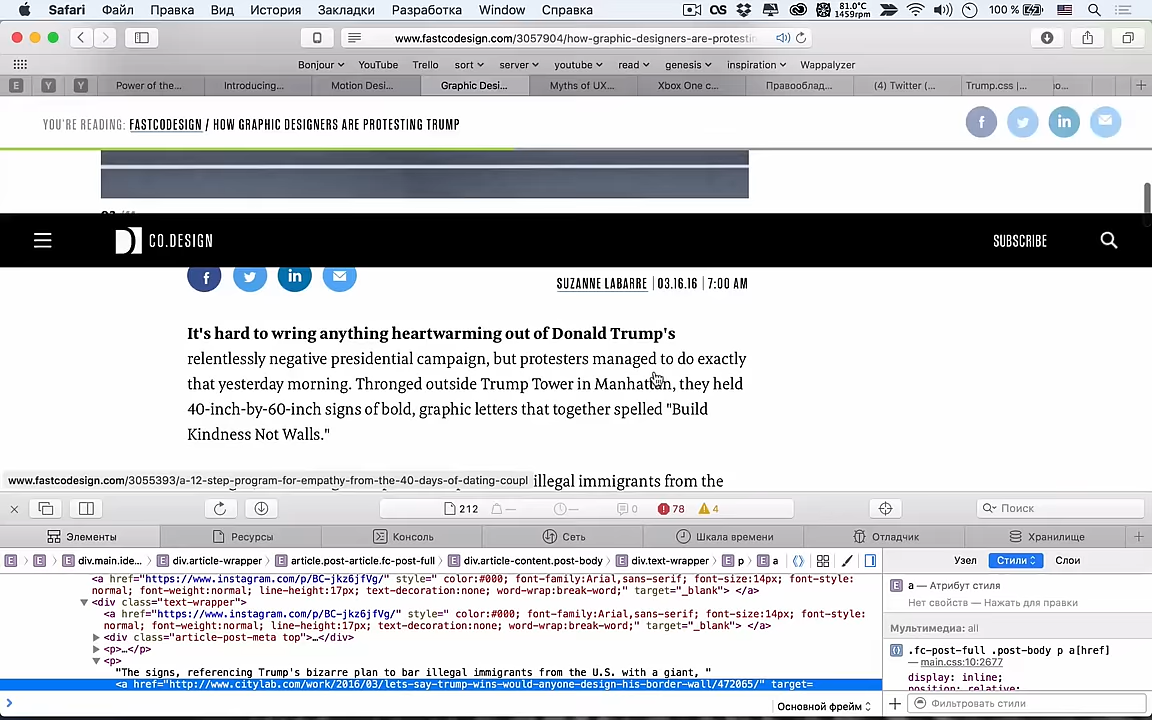 Safari Файл Правка Вид История Закладки Разработка Window Справка OS 81.0°C 1459rpm 100 %
www.fastcodesign.com/3057904/how-graphic-designers-are-protestin
Bonjour YouTube Trello sort server youtube read genesis inspiration Wappalyzer
E Y Y Power of the... Introducing... Motion Desi... Graphic Desi... Myths of UX... Xbox One c... Правооблад... (4) Twitter (... Trump.css |...
YOU'RE READING: FASTCODESIGN / HOW GRAPHIC DESIGNERS ARE PROTESTING TRUMP
CO.DESIGN SUBSCRIBE
SUZANNE LABARRE | 03.16.16 | 7:00 AM
It's hard to wring anything heartwarming out of Donald Trump's
relentlessly negative presidential campaign, but protesters managed to do exactly
that yesterday morning. Thronged outside Trump Tower in Manhattan, they held
40-inch-by-60-inch signs of bold, graphic letters that together spelled "Build
Kindness Not Walls."
www.fastcodesign.com/3055393/a-12-step-program-for-empathy-from-the-40-days-of-dating-coupl illegal immigrants from the
212 — — 0 78 4 Поиск
Элементы Ресурсы Консоль Сеть Шкала времени Отладчик Хранилище
E E E div.main.ide... E div.article-wrapper E article.post-article.fc-post-full E div.article-content.post-body E div.text-wrapper E p E a Узел Стили Слои
<a href="https://www.instagram.com/p/BC-jkz6jfVg/" style=" color:#000; font-family:Arial,sans-serif; font-size:14px; font-style:
normal; font-weight:normal; line-height:17px; text-decoration:none; word-wrap:break-word;" target="_blank"> </a>
<div class="text-wrapper">
<a href="https://www.instagram.com/p/BC-jkz6jfVg/" style=" color:#000; font-family:Arial,sans-serif; font-size:14px; font-style:
normal; font-weight:normal; line-height:17px; text-decoration:none; word-wrap:break-word;" target="_blank"> </a>
<div class="article-post-meta top">…</div>
<p>…</p>
<p>
"The signs, referencing Trump's bizarre plan to bar illegal immigrants from the U.S. with a giant, "
<a href="http://www.citylab.com/work/2016/03/lets-say-trump-wins-would-anyone-design-his-border-wall/472065/" target=
Основной фрейм
E a — Атрибут стиля
Нет свойств — Нажать для правки
Мультимедиа: all
.fc-post-full .post-body p a[href]
— main.css:10:2677
display: inline;
position: relative;
Фильтровать стили